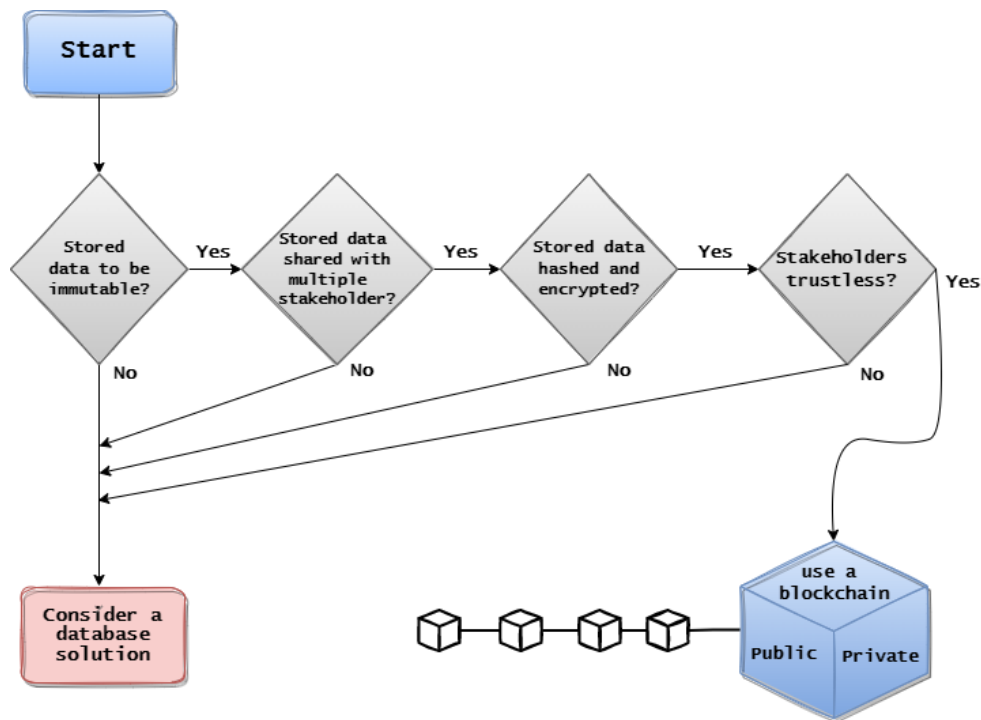 Start
Stored
data to be
immutable?
Yes
No
Stored data
shared with
multiple
stakeholder?
Yes
No
Stored data
hashed and
encrypted?
Yes
No
Stakeholders
trustless?
Yes
No
Consider a
database
solution
use a
blockchain
Public
Private